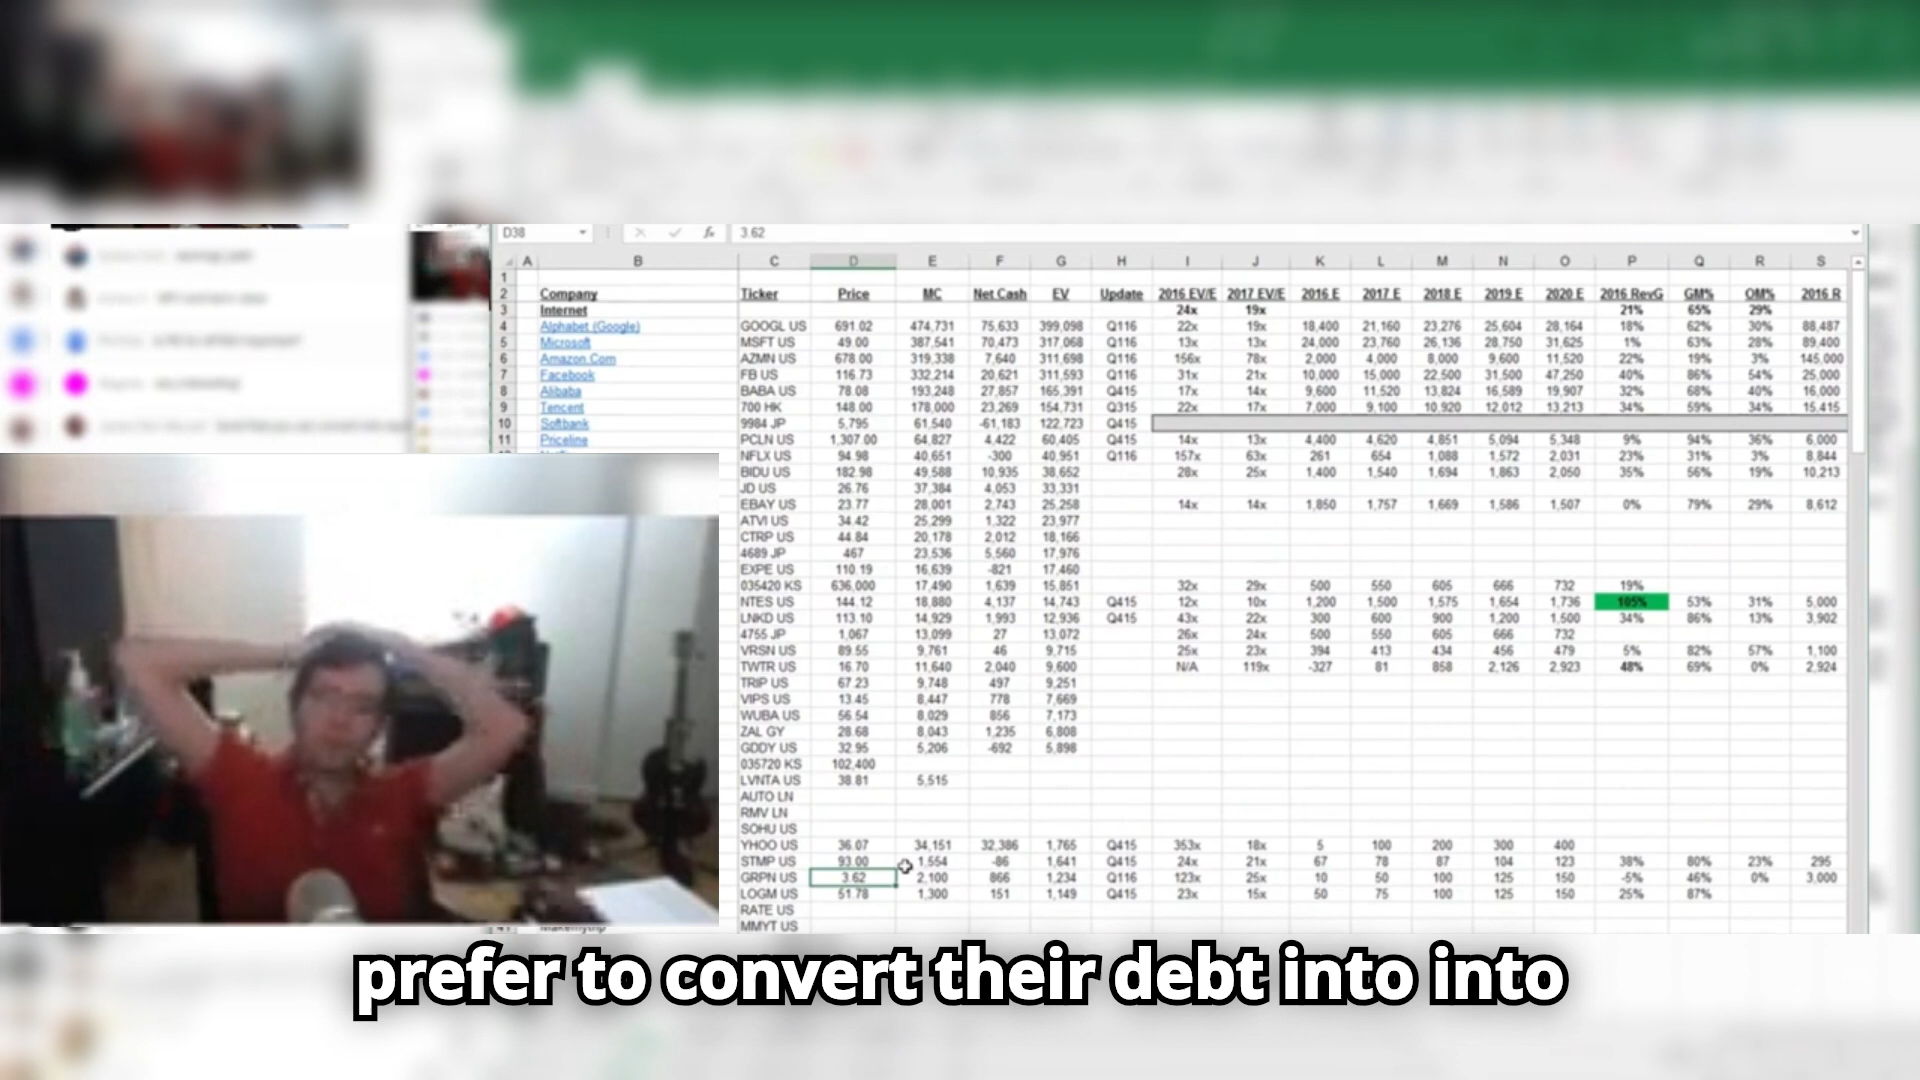 D38 3.62
A B C D E F G H I J K L M N O P Q R S
1
2 Company Ticker Price MC Net Cash EV Update 2016 EV/E 2017 EV/E 2016 E 2017 E 2018 E 2019 E 2020 E 2016 RevG GM% OM% 2016 R
3 Internet 24x 19x 21% 65% 29%
4 Alphabet (Google) GOOGL US 691.02 474,731 75,633 399,098 Q116 22x 19x 18,400 21,160 23,276 25,604 28,164 18% 62% 30% 88,487
5 Microsoft MSFT US 49.00 387,541 70,473 317,068 Q116 13x 13x 24,000 23,760 26,136 28,750 31,625 1% 63% 28% 89,400
6 Amazon.Com AZMN US 678.00 319,338 7,640 311,698 Q116 156x 78x 2,000 4,000 8,000 9,600 11,520 22% 19% 3% 145,000
7 Facebook FB US 116.73 332,214 20,621 311,593 Q116 31x 21x 10,000 15,000 22,500 31,500 47,250 40% 86% 54% 25,000
8 Alibaba BABA US 78.08 193,248 27,857 165,391 Q415 17x 14x 9,600 11,520 13,824 16,589 19,907 32% 68% 40% 16,000
9 Tencent 700 HK 148.00 178,000 23,269 154,731 Q315 22x 17x 7,000 9,100 10,920 12,012 13,213 34% 59% 34% 15,415
10 Softbank 9984 JP 5,795 61,540 -61,183 122,723 Q415
11 Priceline PCLN US 1,307.00 64,827 4,422 60,405 Q415 14x 13x 4,400 4,620 4,851 5,094 5,348 9% 94% 36% 6,000
NFLX US 94.98 40,651 -300 40,951 Q116 157x 63x 261 654 1,088 1,572 2,031 23% 31% 3% 8,844
BIDU US 182.98 49,588 10,935 38,652 28x 25x 1,400 1,540 1,694 1,863 2,050 35% 56% 19% 10,213
JD US 26.76 37,384 4,053 33,331
EBAY US 23.77 28,001 2,743 25,258 14x 14x 1,850 1,757 1,669 1,586 1,507 0% 79% 29% 8,612
ATVI US 34.42 25,299 1,322 23,977
CTRP US 44.84 20,178 2,012 18,166
4689 JP 467 23,536 5,560 17,976
EXPE US 110.19 16,639 -821 17,460
035420 KS 636,000 17,490 1,639 15,851 32x 29x 500 550 605 666 732 19%
NTES US 144.12 18,880 4,137 14,743 Q415 12x 10x 1,200 1,500 1,575 1,654 1,736 105% 53% 31% 5,000
LNKD US 113.10 14,929 1,993 12,936 Q415 43x 22x 300 600 900 1,200 1,500 34% 86% 13% 3,902
4755 JP 1,067 13,099 27 13,072 26x 24x 500 550 605 666 732
VRSN US 89.55 9,761 46 9,715 25x 23x 394 413 434 456 479 5% 82% 57% 1,100
TWTR US 16.70 11,640 2,040 9,600 N/A 119x -327 81 858 2,126 2,923 48% 69% 0% 2,924
TRIP US 67.23 9,748 497 9,251
VIPS US 13.45 8,447 778 7,669
WUBA US 56.54 8,029 856 7,173
ZAL GY 28.68 8,043 1,235 6,808
GDDY US 32.95 5,206 -692 5,898
035720 KS 102,400
LVNTA US 38.81 5,515
AUTO LN
RMV LN
SOHU US
YHOO US 36.07 34,151 32,386 1,765 Q415 353x 18x 5 100 200 300 400
STMP US 93.00 1,554 -86 1,641 Q415 24x 21x 67 78 87 104 123 38% 80% 23% 295
GRPN US 3.62 2,100 866 1,234 Q116 123x 25x 10 50 100 125 150 -5% 46% 0% 3,000
LOGM US 51.78 1,300 151 1,149 Q415 23x 15x 50 75 100 125 150 25% 87%
RATE US
MMYT US
prefer to convert their debt into into